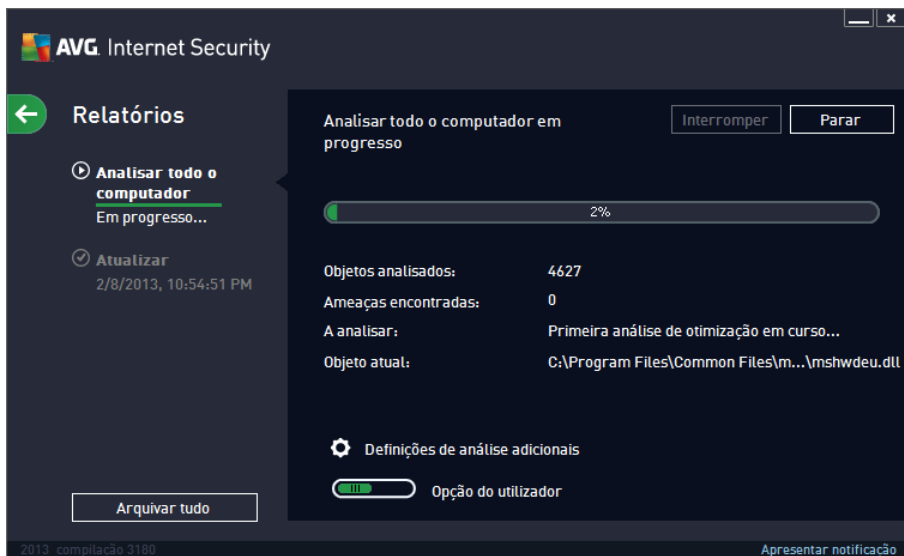 AVG. Internet Security
Relatórios
Analisar todo o
computador
Em progresso...
Atualizar
2/8/2013, 10:54:51 PM
Arquivar tudo
Analisar todo o computador em
progresso
Interromper
Parar
2%
Objetos analisados: 4627
Ameaças encontradas: 0
A analisar: Primeira análise de otimização em curso...
Objeto atual: C:\Program Files\Common Files\m...\mshwdeu.dll
Definições de análise adicionais
Opção do utilizador
2013 compilação 3180
Apresentar notificação